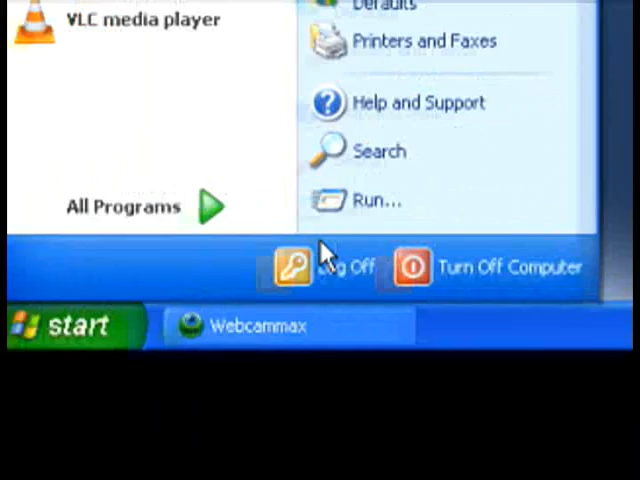 VLC media player
Defaults
Printers and Faxes
Help and Support
Search
All Programs
Run...
Log Off
Turn Off Computer
start
Webcammax